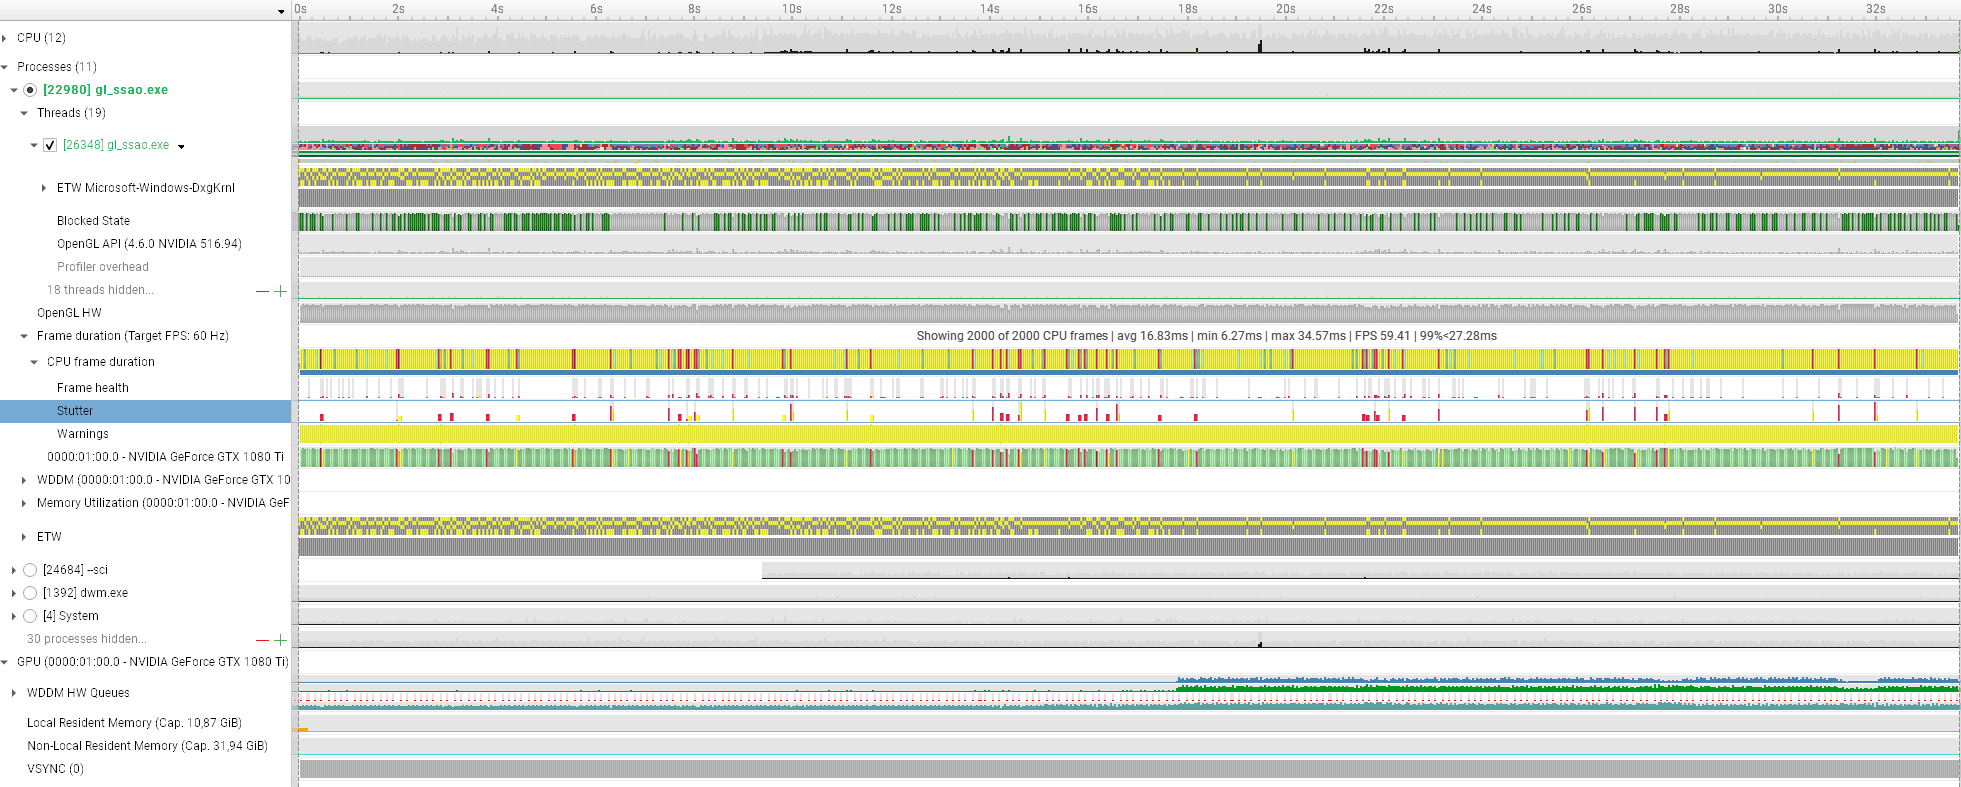 0s 2s 4s 6s 8s 10s 12s 14s 16s 18s 20s 22s 24s 26s 28s 30s 32s
CPU (12)
Processes (11)
[22980] gl_ssao.exe
Threads (19)
[26348] gl_ssao.exe
ETW Microsoft-Windows-DxgKrnl
Blocked State
OpenGL API (4.6.0 NVIDIA 516.94)
Profiler overhead
18 threads hidden...
OpenGL HW
Frame duration (Target FPS: 60 Hz)
Showing 2000 of 2000 CPU frames | avg 16.83ms | min 6.27ms | max 34.57ms | FPS 59.41 | 99%<27.28ms
CPU frame duration
Frame health
Stutter
Warnings
0000:01:00.0 - NVIDIA GeForce GTX 1080 Ti
WDDM (0000:01:00.0 - NVIDIA GeForce GTX 10
Memory Utilization (0000:01:00.0 - NVIDIA GeF
ETW
[24684] --sci
[1392] dwm.exe
[4] System
30 processes hidden...
GPU (0000:01:00.0 - NVIDIA GeForce GTX 1080 Ti)
WDDM HW Queues
Local Resident Memory (Cap. 10,87 GiB)
Non-Local Resident Memory (Cap. 31,94 GiB)
VSYNC (0)